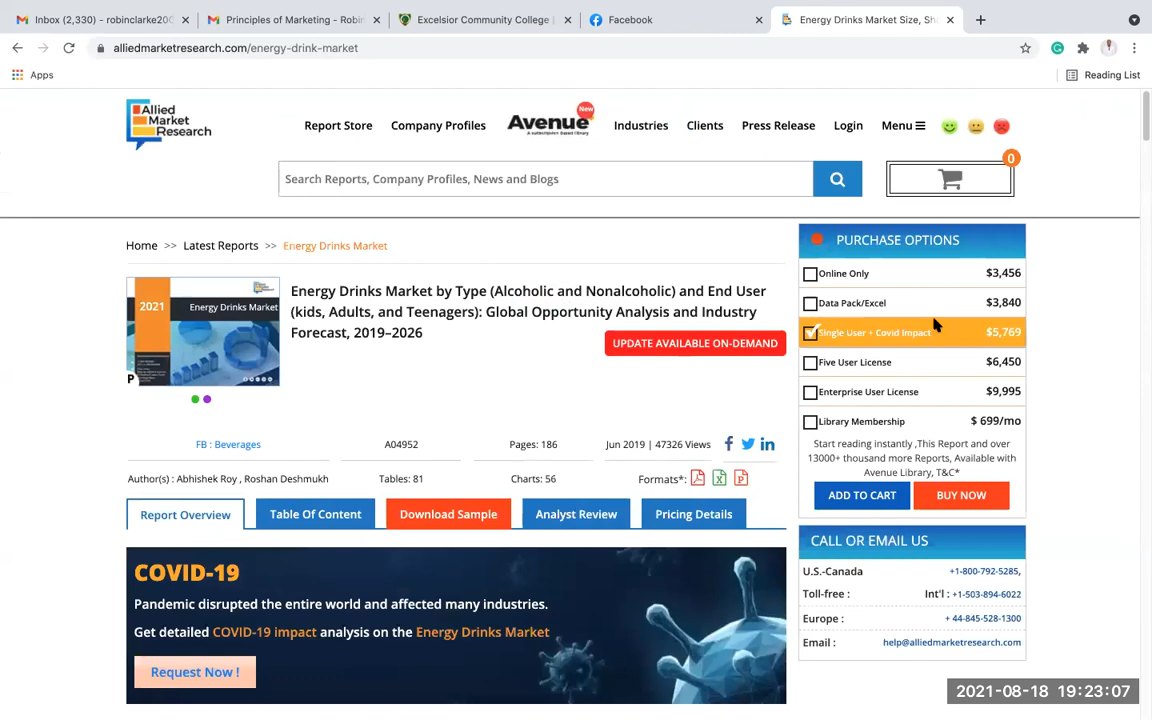 Inbox (2,330) - robinclarke200
Principles of Marketing - Robin
Excelsior Community College |
Facebook
Energy Drinks Market Size, Sh
alliedmarketresearch.com/energy-drink-market
Apps
Reading List
Allied
Market
Research
Report Store
Company Profiles
Avenue
New
Industries
Clients
Press Release
Login
Menu
Search Reports, Company Profiles, News and Blogs
0
Home >> Latest Reports >> Energy Drinks Market
2021
Energy Drinks Market
P
Energy Drinks Market by Type (Alcoholic and Nonalcoholic) and End User
(kids, Adults, and Teenagers): Global Opportunity Analysis and Industry
Forecast, 2019–2026
UPDATE AVAILABLE ON-DEMAND
FB : Beverages
A04952
Pages: 186
Jun 2019 | 47326 Views
Author(s) : Abhishek Roy , Roshan Deshmukh
Tables: 81
Charts: 56
Formats*:
Report Overview
Table Of Content
Download Sample
Analyst Review
Pricing Details
COVID-19
Pandemic disrupted the entire world and affected many industries.
Get detailed COVID-19 impact analysis on the Energy Drinks Market
Request Now !
PURCHASE OPTIONS
Online Only $3,456
Data Pack/Excel $3,840
Single User + Covid Impact $5,769
Five User License $6,450
Enterprise User License $9,995
Library Membership $ 699/mo
Start reading instantly ,This Report and over
13000+ thousand more Reports, Available with
Avenue Library, T&C*
ADD TO CART
BUY NOW
CALL OR EMAIL US
U.S.-Canada +1-800-792-5285,
Toll-free : Int'l : +1-503-894-6022
Europe : + 44-845-528-1300
Email : help@alliedmarketresearch.com
2021-08-18 19:23:07